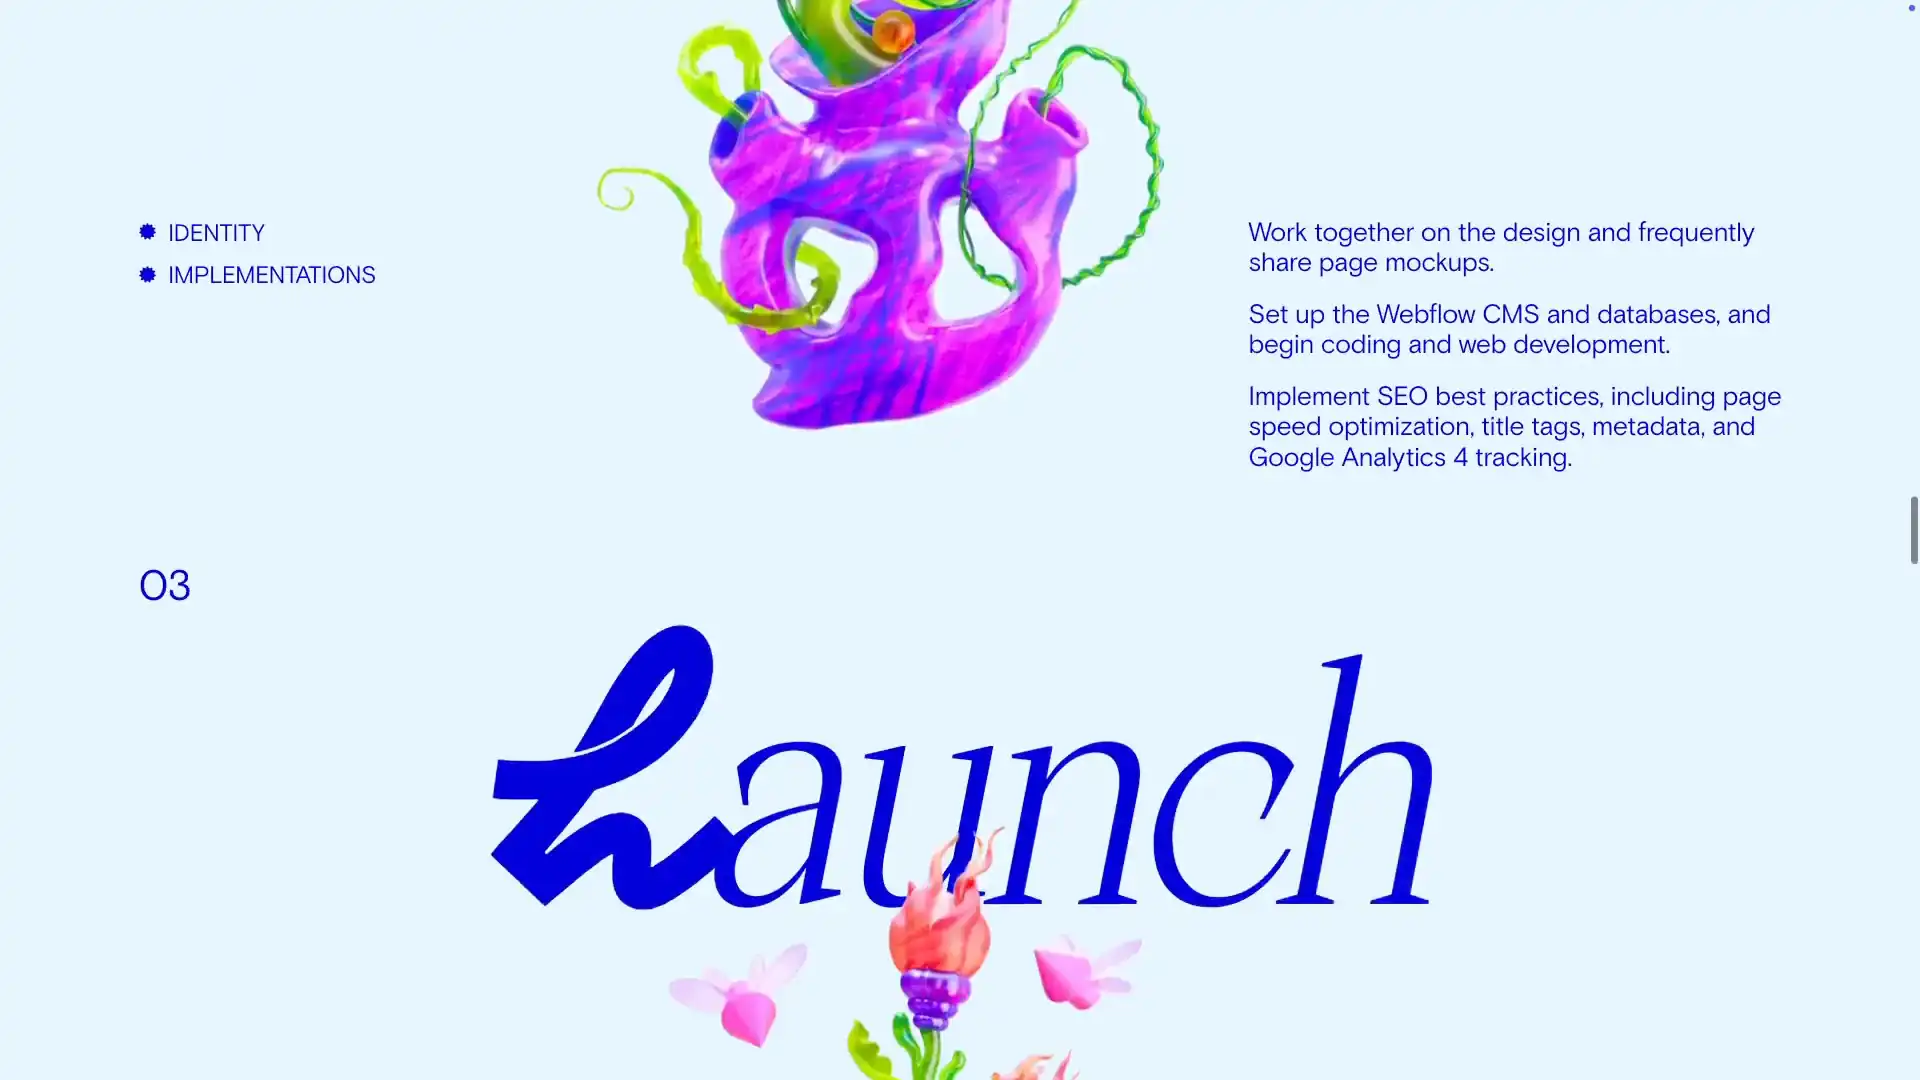 IDENTITY
IMPLEMENTATIONS
Work together on the design and frequently
share page mockups.
Set up the Webflow CMS and databases, and
begin coding and web development.
Implement SEO best practices, including page
speed optimization, title tags, metadata, and
Google Analytics 4 tracking.
03
Launch